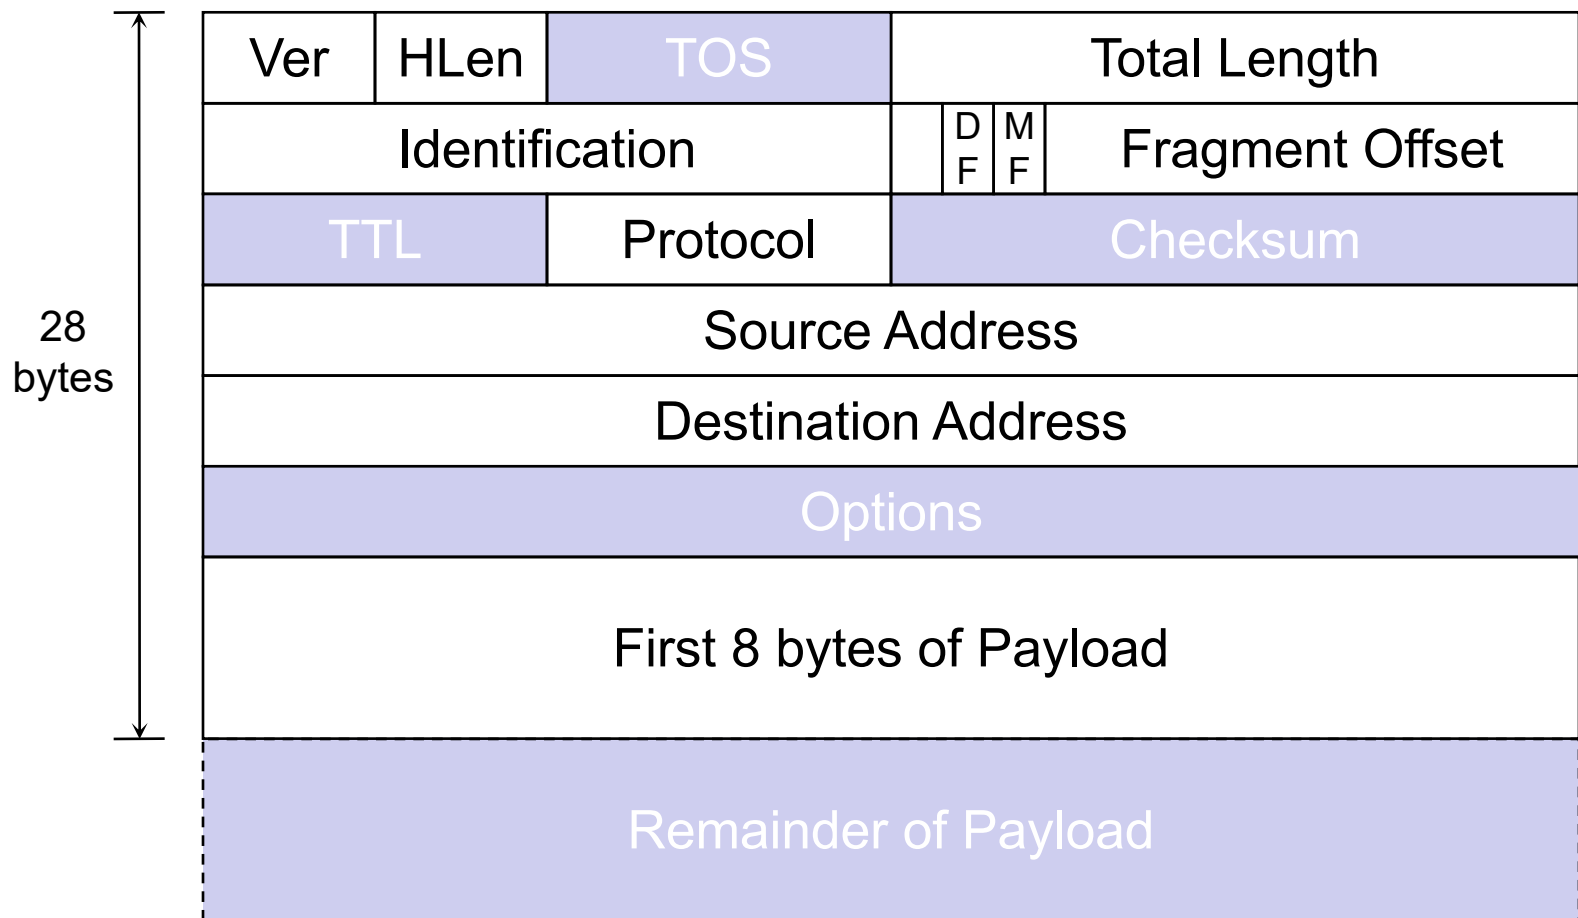 Ver HLen TOS Total Length
Identification D F M F Fragment Offset
TTL Protocol Checksum
28 bytes
Source Address
Destination Address
Options
First 8 bytes of Payload
Remainder of Payload